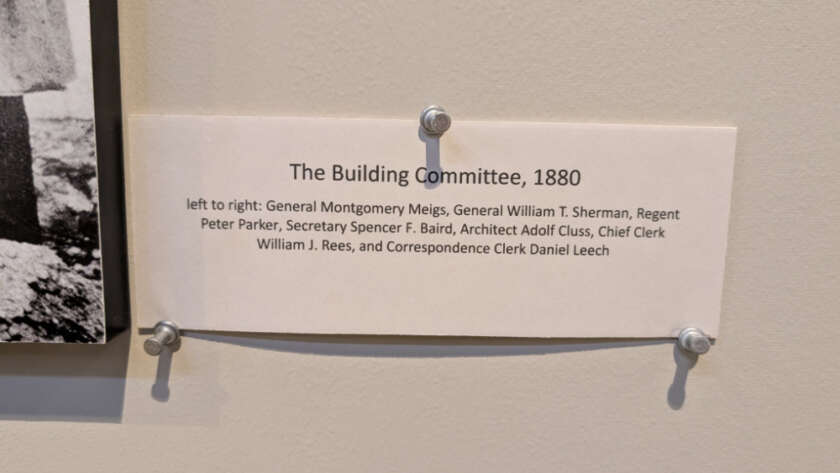 The Building Committee, 1880
left to right: General Montgomery Meigs, General William T. Sherman, Regent
Peter Parker, Secretary Spencer F. Baird, Architect Adolf Cluss, Chief Clerk
William J. Rees, and Correspondence Clerk Daniel Leech